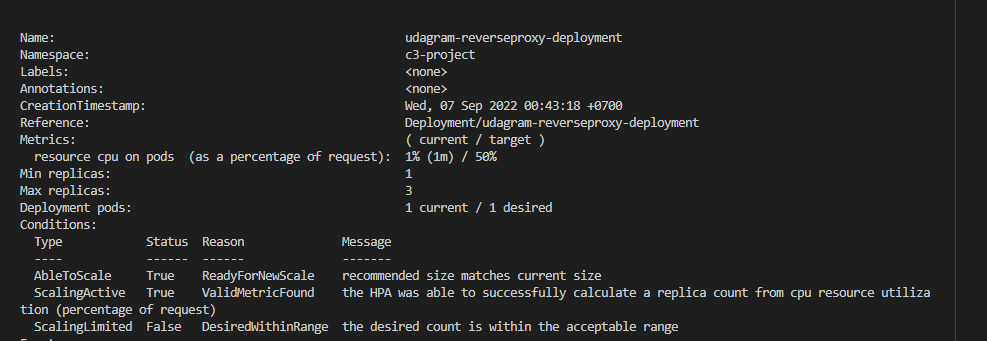 Name: udagram-reverseproxy-deployment
Namespace: c3-project
Labels: <none>
Annotations: <none>
CreationTimestamp: Wed, 07 Sep 2022 00:43:18 +0700
Reference: Deployment/udagram-reverseproxy-deployment
Metrics: ( current / target )
  resource cpu on pods  (as a percentage of request): 1% (1m) / 50%
Min replicas: 1
Max replicas: 3
Deployment pods: 1 current / 1 desired
Conditions:
  Type            Status  Reason              Message
  ----            ------  ------              -------
  AbleToScale     True    ReadyForNewScale    recommended size matches current size
  ScalingActive   True    ValidMetricFound    the HPA was able to successfully calculate a replica count from cpu resource utiliza
tion (percentage of request)
  ScalingLimited  False   DesiredWithinRange  the desired count is within the acceptable range